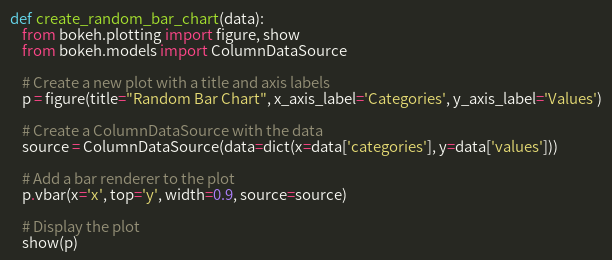 def create_random_bar_chart(data):
    from bokeh.plotting import figure, show
    from bokeh.models import ColumnDataSource

    # Create a new plot with a title and axis labels
    p = figure(title="Random Bar Chart", x_axis_label='Categories', y_axis_label='Values')

    # Create a ColumnDataSource with the data
    source = ColumnDataSource(data=dict(x=data['categories'], y=data['values']))

    # Add a bar renderer to the plot
    p.vbar(x='x', top='y', width=0.9, source=source)

    # Display the plot
    show(p)